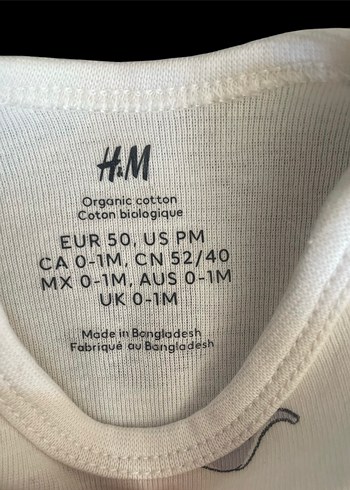 H&M
Organic cotton
Coton biologique
EUR 50, US PM
CA 0-1M, CN 52/40
MX 0-1M, AUS 0-1M
UK 0-1M
Made in Bangladesh
Fabriqué au Bangladesh